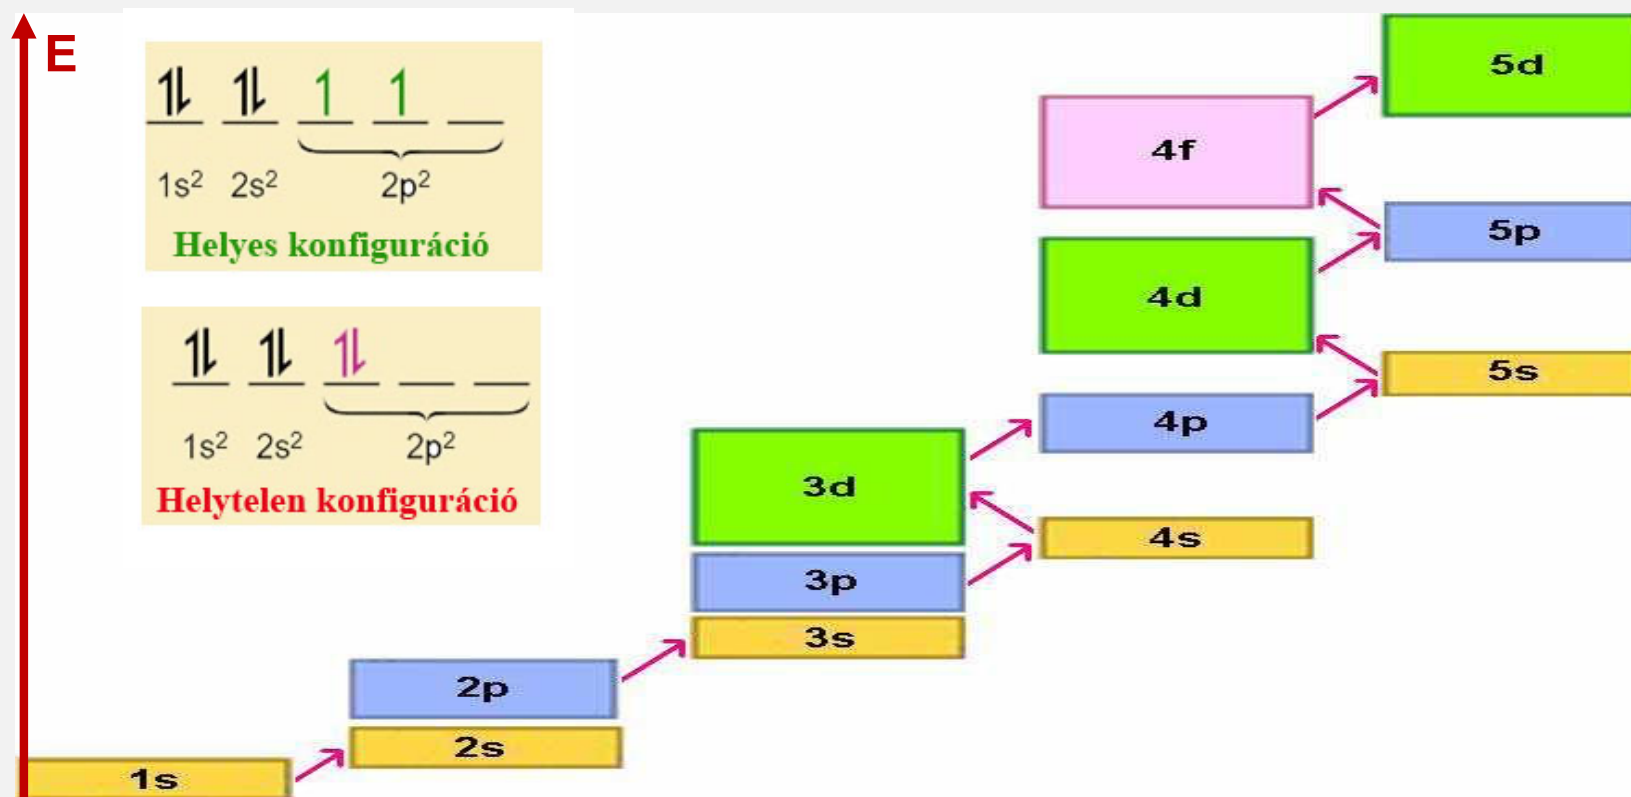 E
1s² 2s² 2p²
Helyes konfiguráció
1s² 2s² 2p²
Helytelen konfiguráció
5d
4f
5p
4d
5s
4p
3d
4s
3p
3s
2p
2s
1s